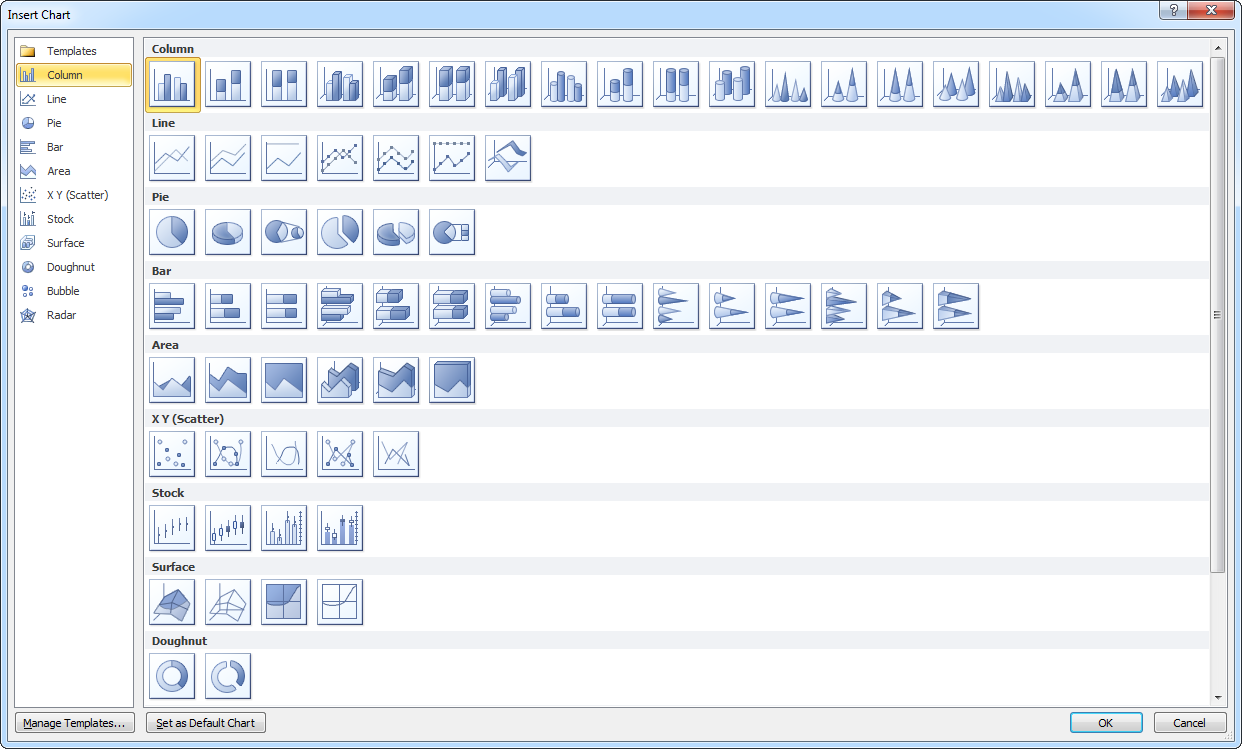 Insert Chart
Templates
Column
Line
Pie
Bar
Area
X Y (Scatter)
Stock
Surface
Doughnut
Bubble
Radar
Column
Line
Pie
Bar
Area
X Y (Scatter)
Stock
Surface
Doughnut
Manage Templates...
Set as Default Chart
OK
Cancel